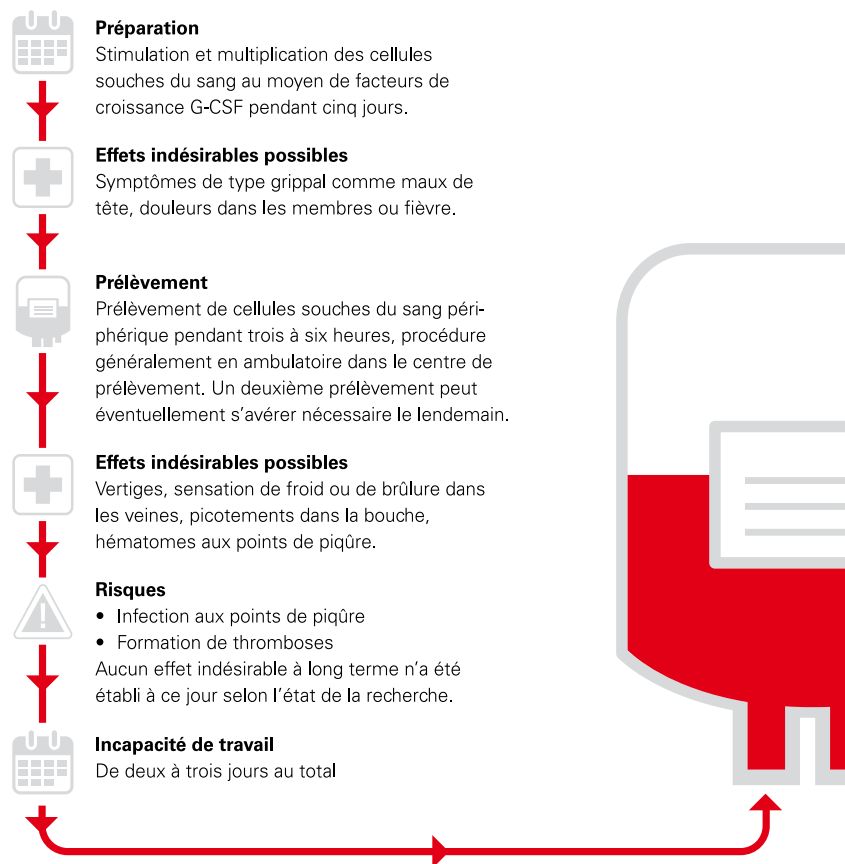 Préparation
Stimulation et multiplication des cellules
souches du sang au moyen de facteurs de
croissance G-CSF pendant cinq jours.
Effets indésirables possibles
Symptômes de type grippal comme maux de
tête, douleurs dans les membres ou fièvre.
Prélèvement
Prélèvement de cellules souches du sang péri-
phérique pendant trois à six heures, procédure
généralement en ambulatoire dans le centre de
prélèvement. Un deuxième prélèvement peut
éventuellement s’avérer nécessaire le lendemain.
Effets indésirables possibles
Vertiges, sensation de froid ou de brûlure dans
les veines, picotements dans la bouche,
hématomes aux points de piqûre.
Risques
• Infection aux points de piqûre
• Formation de thromboses
Aucun effet indésirable à long terme n’a été
établi à ce jour selon l’état de la recherche.
Incapacité de travail
De deux à trois jours au total